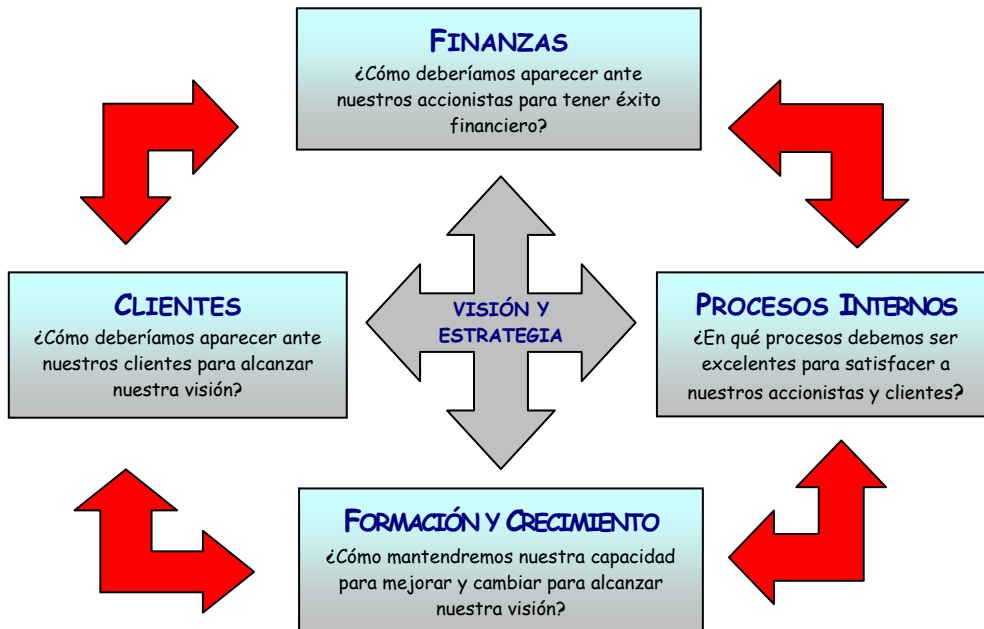 FINANZAS
¿Cómo deberíamos aparecer ante
nuestros accionistas para tener éxito
financiero?
CLIENTES
¿Cómo deberíamos aparecer ante
nuestros clientes para alcanzar
nuestra visión?
VISIÓN Y
ESTRATEGIA
PROCESOS INTERNOS
¿En qué procesos debemos ser
excelentes para satisfacer a
nuestros accionistas y clientes?
FORMACIÓN Y CRECIMIENTO
¿Cómo mantendremos nuestra capacidad
para mejorar y cambiar para alcanzar
nuestra visión?